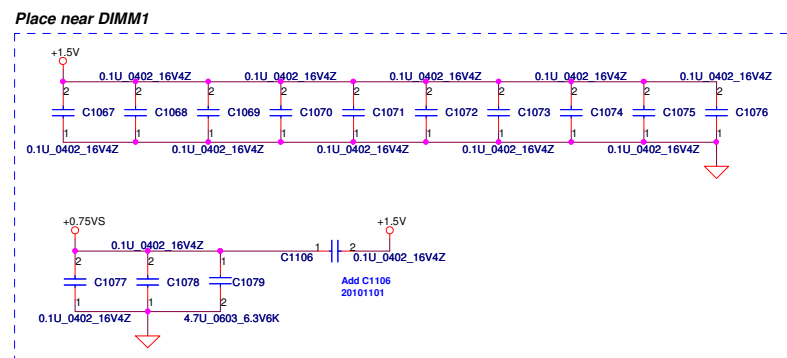 Place near DIMM1
+1.5V
0.1U_0402_16V4Z 0.1U_0402_16V4Z 0.1U_0402_16V4Z 0.1U_0402_16V4Z 0.1U_0402_16V4Z
2 2 2 2 2 2 2 2 2 2
C1067 C1068 C1069 C1070 C1071 C1072 C1073 C1074 C1075 C1076
1 1 1 1 1 1 1 1 1 1
0.1U_0402_16V4Z 0.1U_0402_16V4Z 0.1U_0402_16V4Z 0.1U_0402_16V4Z 0.1U_0402_16V4Z
+0.75VS +1.5V
0.1U_0402_16V4Z 1 2
C1106 0.1U_0402_16V4Z
2 2 1
C1077 C1078 C1079
Add C1106
20101101
1 1 2
0.1U_0402_16V4Z 4.7U_0603_6.3V6K